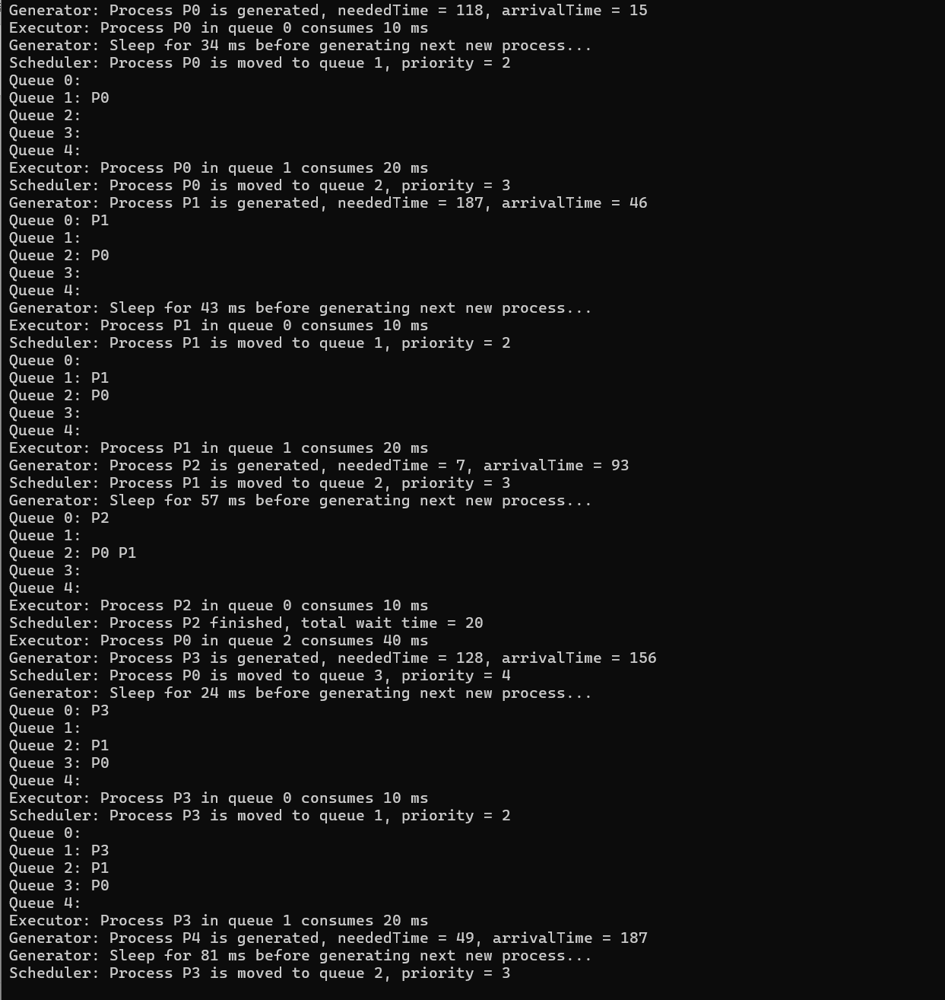 Generator: Process P0 is generated, neededTime = 118, arrivalTime = 15
Executor: Process P0 in queue 0 consumes 10 ms
Generator: Sleep for 34 ms before generating next new process...
Scheduler: Process P0 is moved to queue 1, priority = 2
Queue 0:
Queue 1: P0
Queue 2:
Queue 3:
Queue 4:
Executor: Process P0 in queue 1 consumes 20 ms
Scheduler: Process P0 is moved to queue 2, priority = 3
Generator: Process P1 is generated, neededTime = 187, arrivalTime = 46
Queue 0: P1
Queue 1:
Queue 2: P0
Queue 3:
Queue 4:
Generator: Sleep for 43 ms before generating next new process...
Executor: Process P1 in queue 0 consumes 10 ms
Scheduler: Process P1 is moved to queue 1, priority = 2
Queue 0:
Queue 1: P1
Queue 2: P0
Queue 3:
Queue 4:
Executor: Process P1 in queue 1 consumes 20 ms
Generator: Process P2 is generated, neededTime = 7, arrivalTime = 93
Scheduler: Process P1 is moved to queue 2, priority = 3
Generator: Sleep for 57 ms before generating next new process...
Queue 0: P2
Queue 1:
Queue 2: P0 P1
Queue 3:
Queue 4:
Executor: Process P2 in queue 0 consumes 10 ms
Scheduler: Process P2 finished, total wait time = 20
Executor: Process P0 in queue 2 consumes 40 ms
Generator: Process P3 is generated, neededTime = 128, arrivalTime = 156
Scheduler: Process P0 is moved to queue 3, priority = 4
Generator: Sleep for 24 ms before generating next new process...
Queue 0: P3
Queue 1:
Queue 2: P1
Queue 3: P0
Queue 4:
Executor: Process P3 in queue 0 consumes 10 ms
Scheduler: Process P3 is moved to queue 1, priority = 2
Queue 0:
Queue 1: P3
Queue 2: P1
Queue 3: P0
Queue 4:
Executor: Process P3 in queue 1 consumes 20 ms
Generator: Process P4 is generated, neededTime = 49, arrivalTime = 187
Generator: Sleep for 81 ms before generating next new process...
Scheduler: Process P3 is moved to queue 2, priority = 3